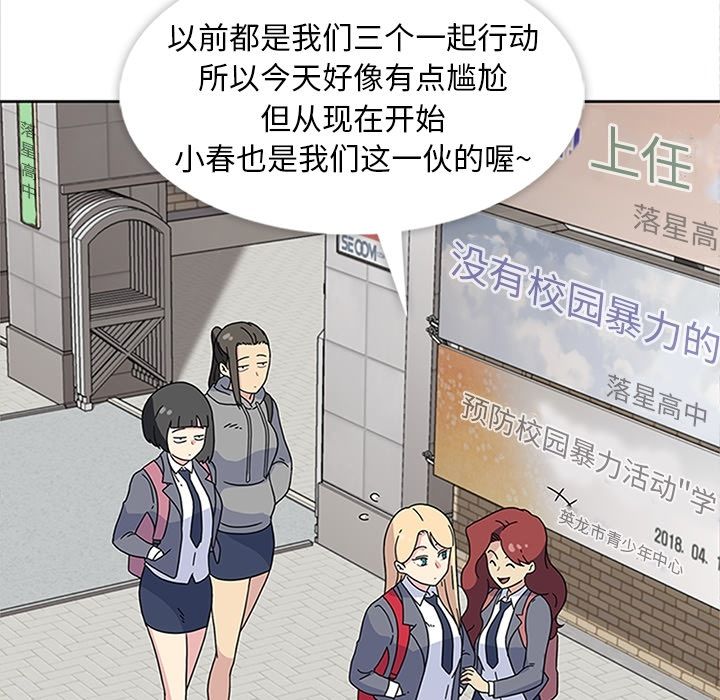 以前都是我们三个一起行动
所以今天好像有点尴尬
但从现在开始
小春也是我们这一伙的喔~
落星高中
SECOM
上任
落星高
没有校园暴力的
落星高中
预防校园暴力活动"学
英龙市青少年中心
2018. 04. 1